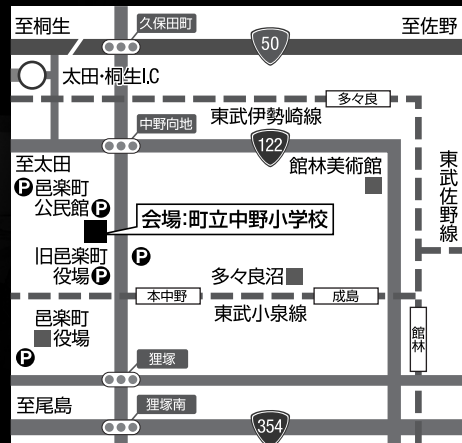 至桐生
久保田町
50
至佐野
太田・桐生I.C
多々良
東武伊勢崎線
中野向地
122
至太田
館林美術館
東武佐野線
P邑楽町
公民館P
会場:町立中野小学校
旧邑楽町
役場P
P
多々良沼
本中野
成島
東武小泉線
邑楽町
役場
P
館林
狸塚
至尾島
狸塚南
354